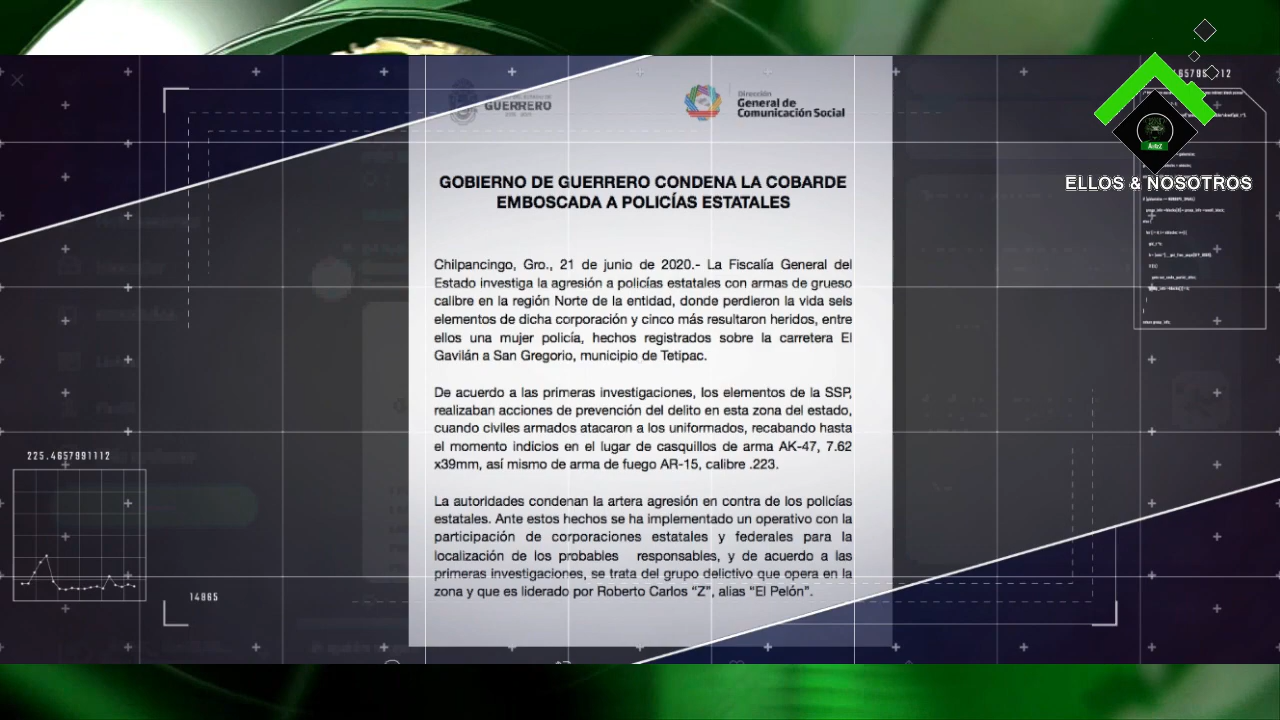 GUERRERO
Dirección
General de
Comunicación Social
ELLOS & NOSOTROS
GOBIERNO DE GUERRERO CONDENA LA COBARDE
EMBOSCADA A POLICÍAS ESTATALES
Chilpancingo, Gro., 21 de junio de 2020.- La Fiscalía General del
Estado investiga la agresión a policías estatales con armas de grueso
calibre en la región Norte de la entidad, donde perdieron la vida seis
elementos de dicha corporación y cinco más resultaron heridos, entre
ellos una mujer policía, hechos registrados sobre la carretera El
Gavilán a San Gregorio, municipio de Tetipac.
De acuerdo a las primeras investigaciones, los elementos de la SSP,
realizaban acciones de prevención del delito en esta zona del estado,
cuando civiles armados atacaron a los uniformados, recabando hasta
el momento indicios en el lugar de casquillos de arma AK-47, 7.62
x39mm, así mismo de arma de fuego AR-15, calibre .223.
La autoridades condenan la artera agresión en contra de los policías
estatales. Ante estos hechos se ha implementado un operativo con la
participación de corporaciones estatales y federales para la
localización de los probables responsables, y de acuerdo a las
primeras investigaciones, se trata del grupo delictivo que opera en la
zona y que es liderado por Roberto Carlos “Z”, alias “El Pelón”.
225.4657991112
14865